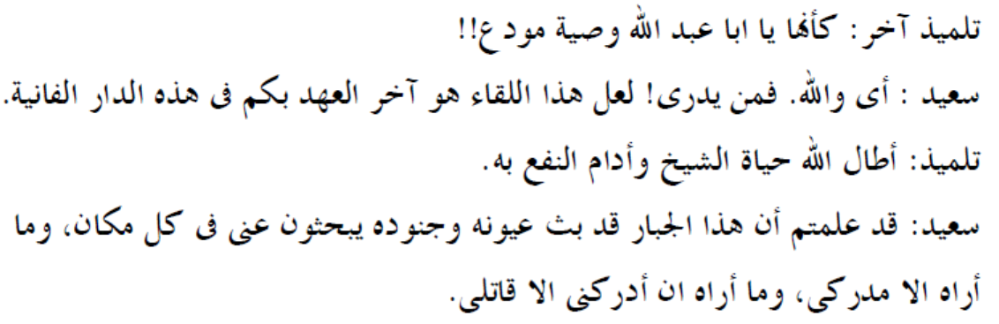 تلميذ آخر: كأنها يا ابا عبد الله وصية مودع!!
سعيد : أى والله. فمن يدرى! لعل هذا اللقاء هو آخر العهد بكم فى هذه الدار الفانية.
تلميذ: أطال الله حياة الشيخ وأدام النفع به.
سعيد: قد علمتم أن هذا الجبار قد بث عيونه وجنوده يبحثون عنى فى كل مكان، وما
أراه الا مدركى، وما أراه ان أدركنى الا قاتلى.